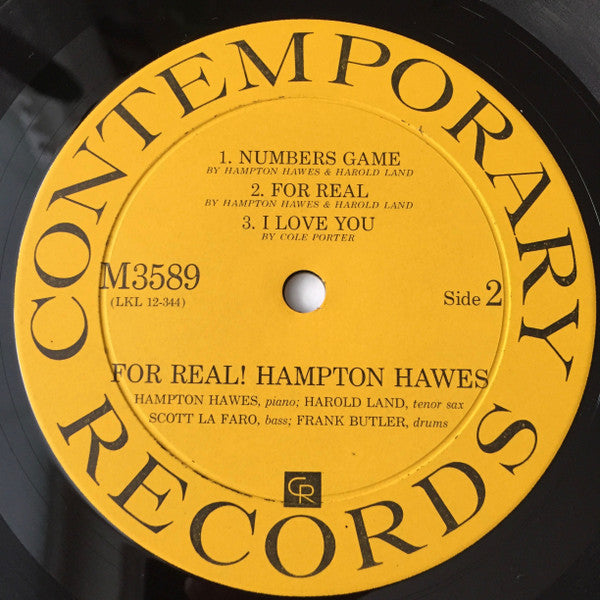 CONTEMPORARY
1. NUMBERS GAME
BY HAMPTON HAWES & HAROLD LAND
2. FOR REAL
BY HAMPTON HAWES & HAROLD LAND
3. I LOVE YOU
BY COLE PORTER
M3589
(LKL 12-344)
Side 2
FOR REAL! HAMPTON HAWES
HAMPTON HAWES, piano; HAROLD LAND, tenor sax
SCOTT LA FARO, bass; FRANK BUTLER, drums
CR
RECORDS